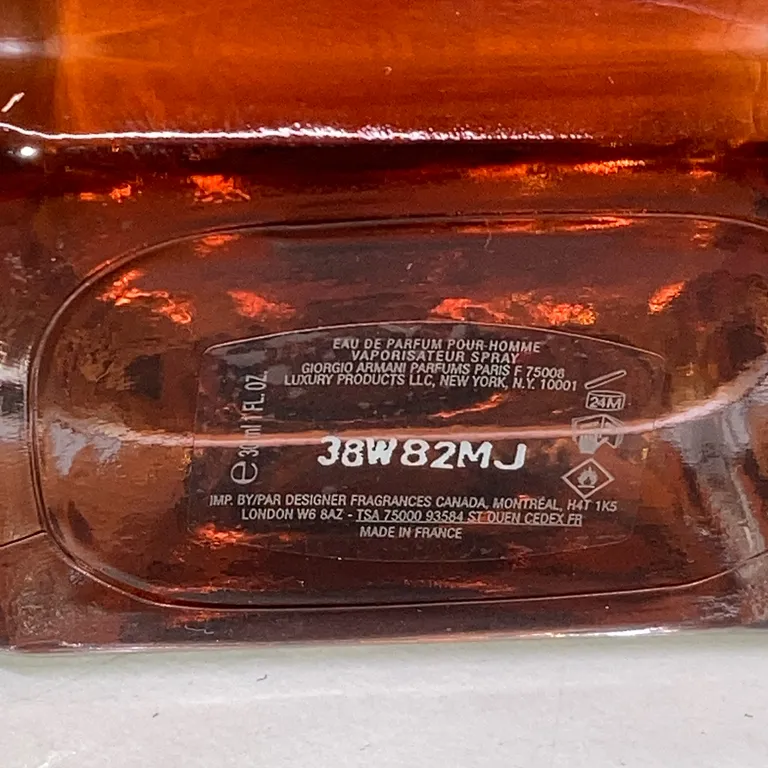 EAU DE PARFUM POUR HOMME
VAPORISATEUR SPRAY
GIORGIO ARMANI PARFUMS PARIS F 75008
LUXURY PRODUCTS LLC, NEW YORK, N.Y. 10001
24M
e 30 ml 1 FL.OZ.
38W82MJ
IMP. BY/PAR DESIGNER FRAGRANCES CANADA, MONTRÉAL, H4T 1K5
LONDON W6 8AZ - TSA 75000 93584 ST OUEN CEDEX FR
MADE IN FRANCE